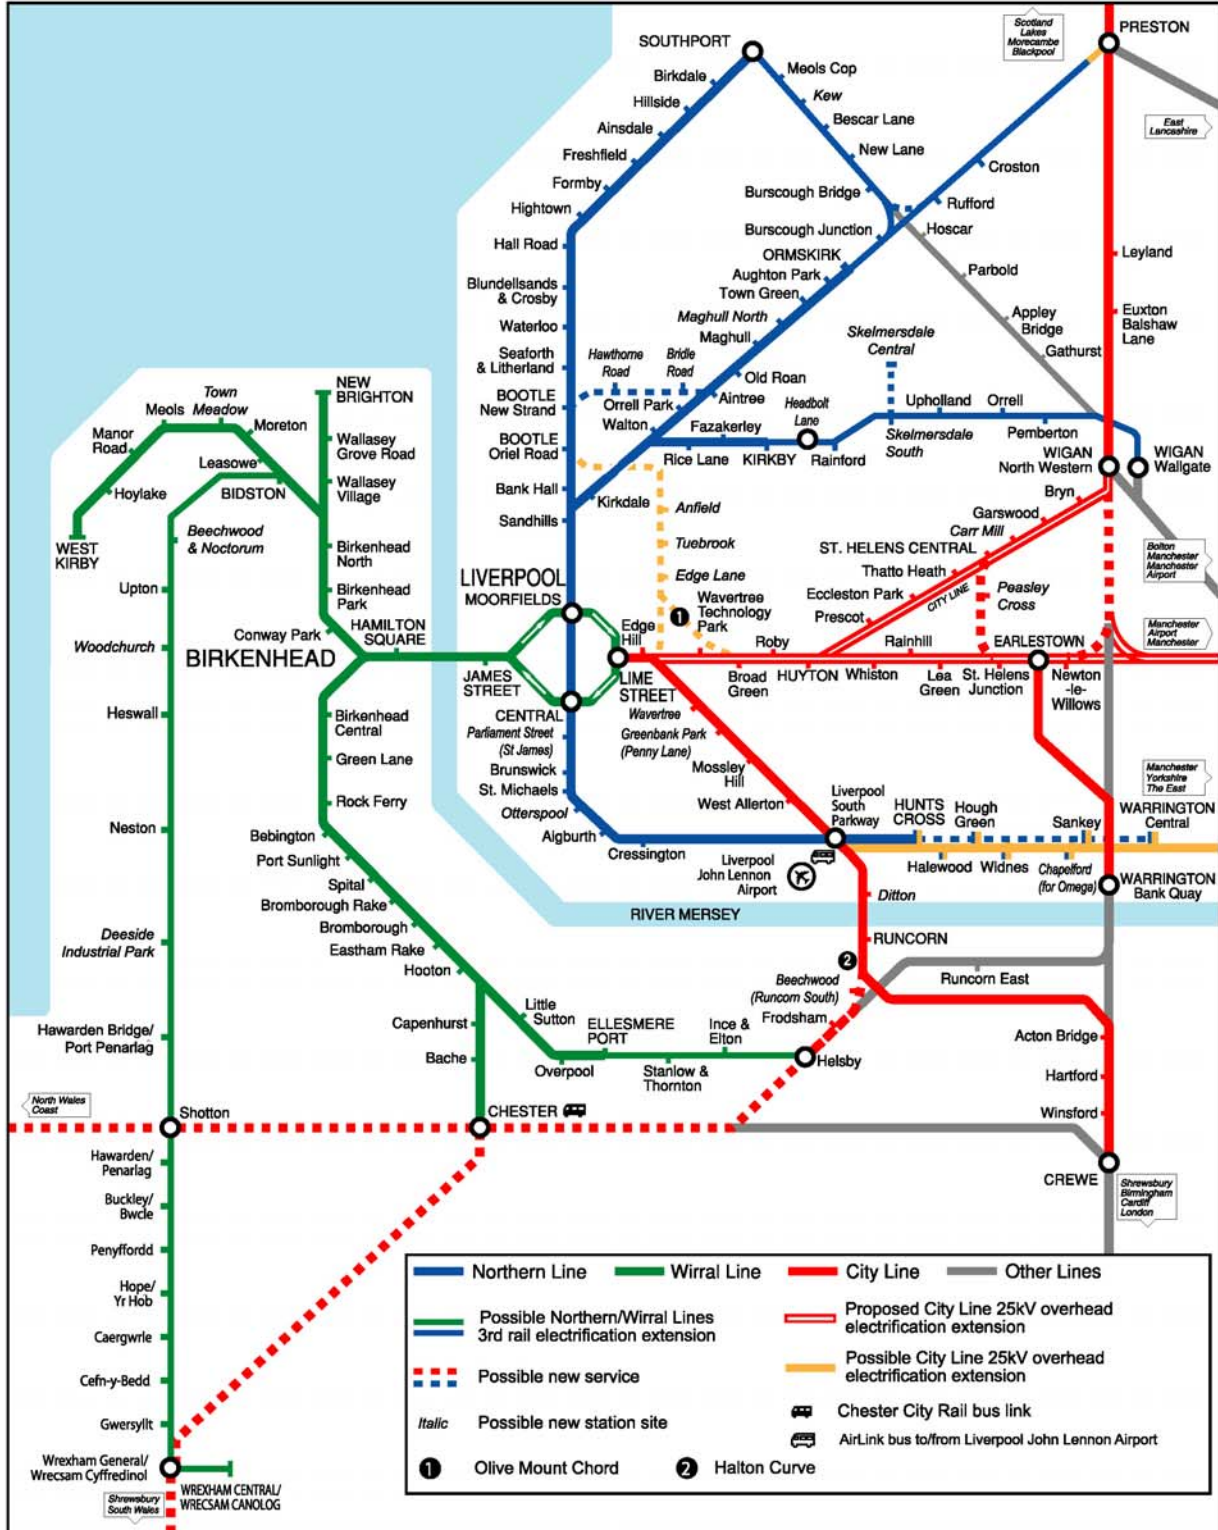 Scotland
Lakes
Morecambe
Blackpool
PRESTON
SOUTHPORT
Birkdale
Hillside
Ainsdale
Freshfield
Formby
Hightown
Hall Road
Blundellsands
& Crosby
Waterloo
Seaforth
& Litherland
BOOTLE
New Strand
BOOTLE
Oriel Road
Bank Hall
Sandhills
Meols Cop
Kew
Bescar Lane
New Lane
Burscough Bridge
Burscough Junction
ORMSKIRK
Aughton Park
Town Green
Maghull North
Maghull
Old Roan
Aintree
Orrell Park
Walton
Kirkdale
Hawthorne
Road
Bridle
Road
East
Lancashire
Croston
Rufford
Hoscar
Parbold
Appley
Bridge
Gathurst
Leyland
Euxton
Balshaw
Lane
Skelmersdale
Central
Headbolt
Lane
Fazakerley
Rice Lane
KIRKBY
Rainford
Skelmersdale
South
Upholland
Orrell
Pemberton
WIGAN
North Western
WIGAN
Wallgate
Bryn
Garswood
Carr Mill
ST. HELENS CENTRAL
Thatto Heath
Eccleston Park
Prescot
CITY LINE
Peasley
Cross
Bolton
Manchester
Manchester
Airport
Manchester
Airport
Manchester
NEW
BRIGHTON
Wallasey
Grove Road
Wallasey
Village
Town
Meadow
Meols
Moreton
Manor
Road
Leasowe
Hoylake
BIDSTON
WEST
KIRBY
Beechwood
& Noctorum
Birkenhead
North
Birkenhead
Park
Upton
Conway Park
HAMILTON
SQUARE
Woodchurch
BIRKENHEAD
JAMES
STREET
LIVERPOOL
MOORFIELDS
Anfield
Tuebrook
Edge Lane
1
Wavertree
Technology
Park
Edge
Hill
LIME
STREET
Roby
Broad
Green
HUYTON
Whiston
Rainhill
Lea
Green
St. Helens
Junction
EARLESTOWN
Newton
-le-
Willows
CENTRAL
Parliament Street
(St James)
Brunswick
St. Michaels
Otterspool
Aigburth
Cressington
Wavertree
Greenbank Park
(Penny Lane)
Mossley
Hill
West Allerton
Liverpool
South
Parkway
HUNTS
CROSS
Hough
Green
Sankey
WARRINGTON
Central
Manchester
Yorkshire
The East
Halewood
Widnes
Chapelford
(for Omega)
WARRINGTON
Bank Quay
Liverpool
John Lennon
Airport
Ditton
RIVER MERSEY
RUNCORN
2
Beechwood
(Runcorn South)
Frodsham
Runcorn East
Helsby
Acton Bridge
Hartford
Winsford
CREWE
Shrewsbury
Birmingham
Cardiff
London
Heswall
Neston
Deeside
Industrial Park
Hawarden Bridge/
Port Penarlag
Birkenhead
Central
Green Lane
Rock Ferry
Bebington
Port Sunlight
Spital
Bromborough Rake
Bromborough
Eastham Rake
Hooton
Capenhurst
Bache
Little
Sutton
ELLESMERE
PORT
Overpool
Stanlow &
Thornton
Ince &
Elton
CHESTER
North Wales
Coast
Shotton
Hawarden/
Penarlag
Buckley/
Bwcle
Penyffordd
Hope/
Yr Hob
Caergwrle
Cefn-y-Bedd
Gwersyllt
Wrexham General/
Wrecsam Cyffredinol
WREXHAM CENTRAL/
WRECSAM CANOLOG
Shrewsbury
South Wales
Northern Line
Wirral Line
City Line
Other Lines
Possible Northern/Wirral Lines
3rd rail electrification extension
Proposed City Line 25kV overhead
electrification extension
Possible new service
Possible City Line 25kV overhead
electrification extension
Italic
Possible new station site
Chester City Rail bus link
AirLink bus to/from Liverpool John Lennon Airport
1
Olive Mount Chord
2
Halton Curve